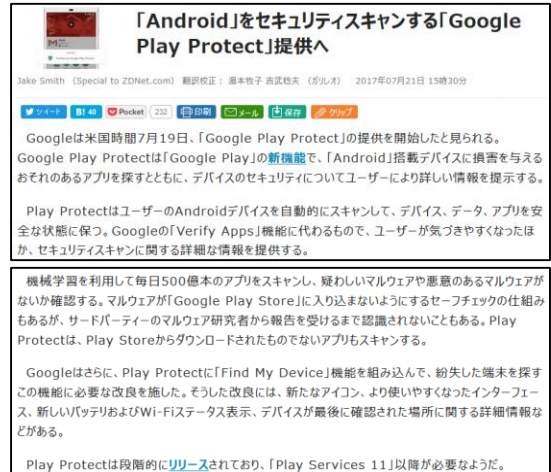 「Android」をセキュリティスキャンする「Google
Play Protect」提供へ
Jake Smith （Special to ZDNet.com） 翻訳校正： 湯本牧子 吉武稔夫 （ガリレオ） 2017年07月21日 15時30分
ツイート B! 40 Pocket 232 印刷 メール 保存 クリップ
Googleは米国時間7月19日、「Google Play Protect」の提供を開始したと見られる。
Google Play Protectは「Google Play」の新機能で、「Android」搭載デバイスに損害を与える
おそれのあるアプリを探すとともに、デバイスのセキュリティについてユーザーにより詳しい情報を提示する。
Play ProtectはユーザーのAndroidデバイスを自動的にスキャンして、デバイス、データ、アプリを安
全な状態に保つ。Googleの「Verify Apps」機能に代わるもので、ユーザーが気づきやすくなったほ
か、セキュリティスキャンに関する詳細な情報を提供する。
機械学習を利用して毎日500億本のアプリをスキャンし、疑わしいマルウェアや悪意のあるマルウェアが
ないか確認する。マルウェアが「Google Play Store」に入り込まないようにするセーフチェックの仕組み
もあるが、サードパーティーのマルウェア研究者から報告を受けるまで認識されないこともある。Play
Protectは、Play Storeからダウンロードされたものでないアプリもスキャンする。
Googleはさらに、Play Protectに「Find My Device」機能を組み込んで、紛失した端末を探す
この機能に必要な改良を施した。そうした改良には、新たなアイコン、より使いやすくなったインターフェー
ス、新しいバッテリおよびWi-Fiステータス表示、デバイスが最後に確認された場所に関する詳細情報な
どがある。
Play Protectは段階的にリリースされており、「Play Services 11」以降が必要なようだ。